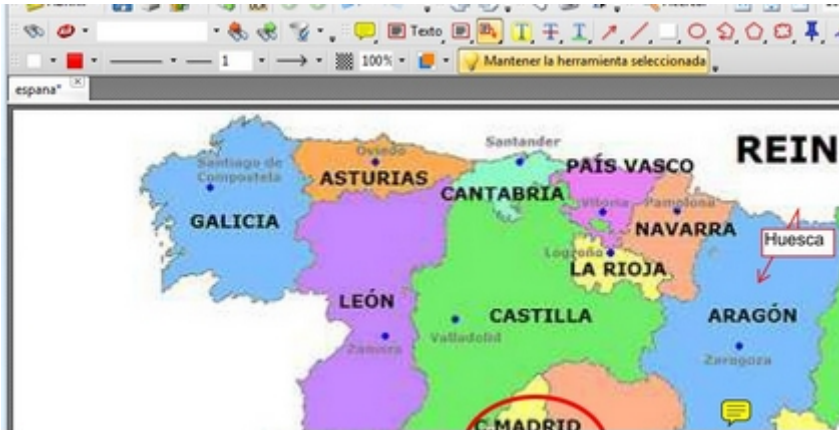 Texto
1
100%
Mantener la herramienta seleccionada
espana*
REIN
Santander
Oviedo
PAÍS VASCO
Santiago de
Compostela
ASTURIAS
CANTABRIA
Vitoria
Pamplona
GALICIA
NAVARRA
Huesca
Logroño
LA RIOJA
LEÓN
CASTILLA
ARAGÓN
Valladolid
Zamora
Zaragoza
C.MADRID